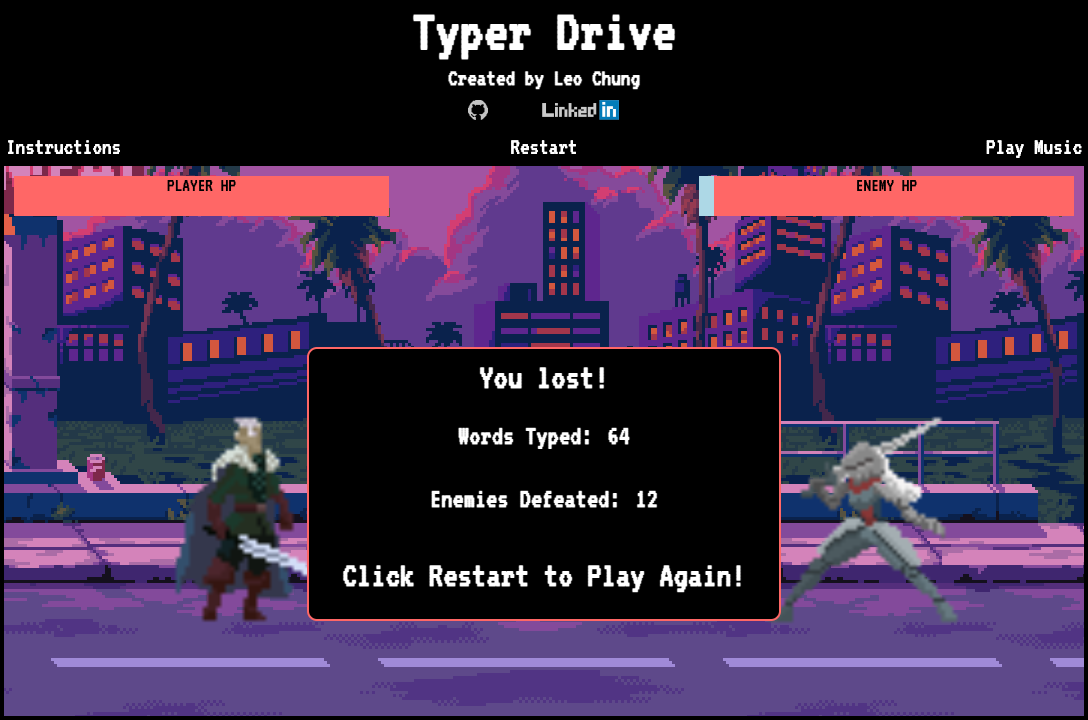 Typer Drive
Created by Leo Chung
Linked in
Instructions Restart Play Music
PLAYER HP ENEMY HP
You lost!
Words Typed: 64
Enemies Defeated: 12
Click Restart to Play Again!